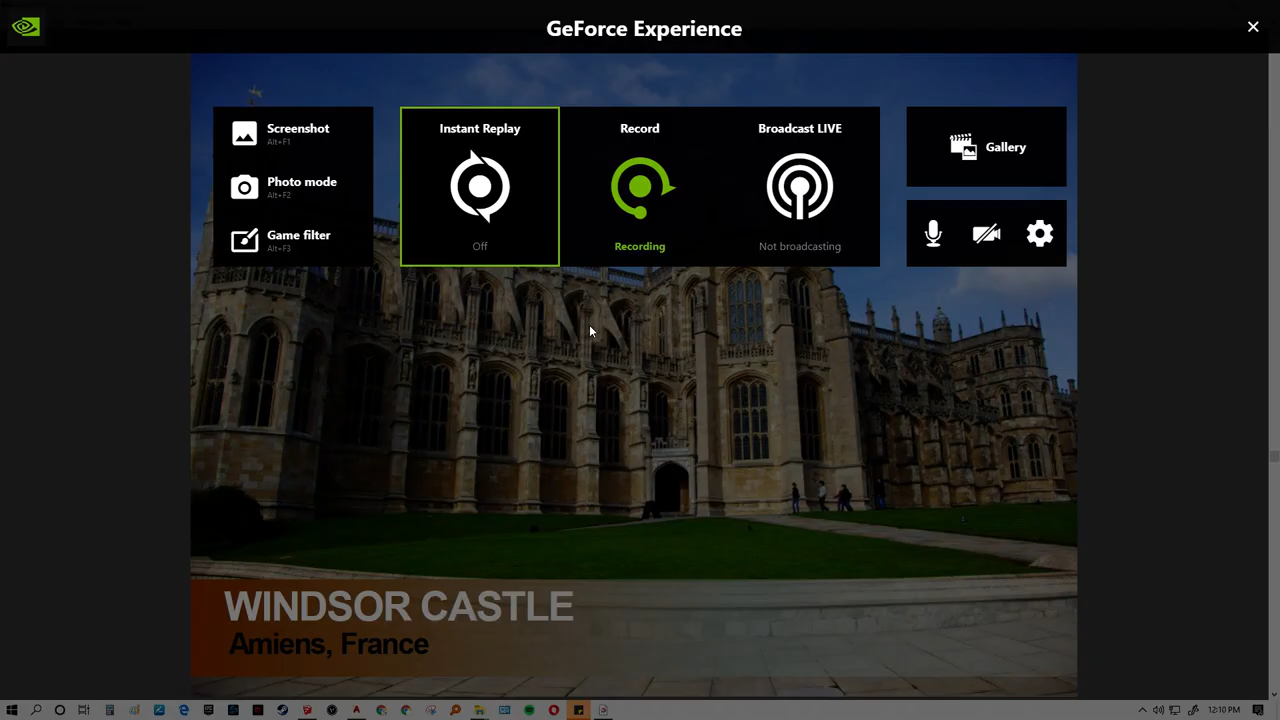 GeForce Experience
Screenshot
Alt+F1
Photo mode
Alt+F2
Game filter
Alt+F3
Instant Replay
Off
Record
Recording
Broadcast LIVE
Not broadcasting
Gallery
WINDSOR CASTLE
Amiens, France
12:10 PM